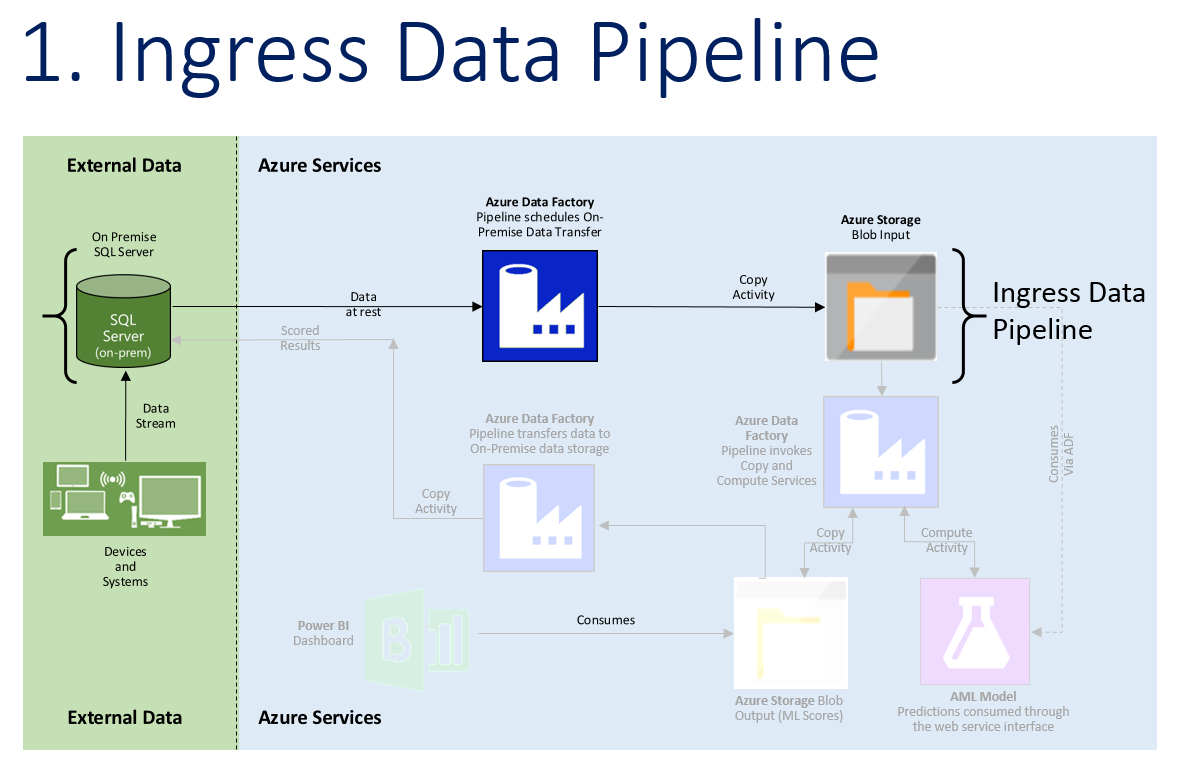 1. Ingress Data Pipeline
External Data
Azure Services
On Premise
SQL Server
SQL
Server
(on-prem)
Data
Stream
Devices
and
Systems
Data
at rest
Scored
Results
Azure Data Factory
Pipeline schedules On-
Premise Data Transfer
Copy
Activity
Azure Storage
Blob Input
Ingress Data
Pipeline
Azure Data Factory
Pipeline transfers data to
On-Premise data storage
Copy
Activity
Azure Data
Factory
Pipeline invokes
Copy and
Compute Services
Consumes
Via ADF
Copy
Activity
Compute
Activity
Power BI
Dashboard
B
Consumes
Azure Storage Blob
Output (ML Scores)
AML Model
Predictions consumed through
the web service interface
External Data
Azure Services